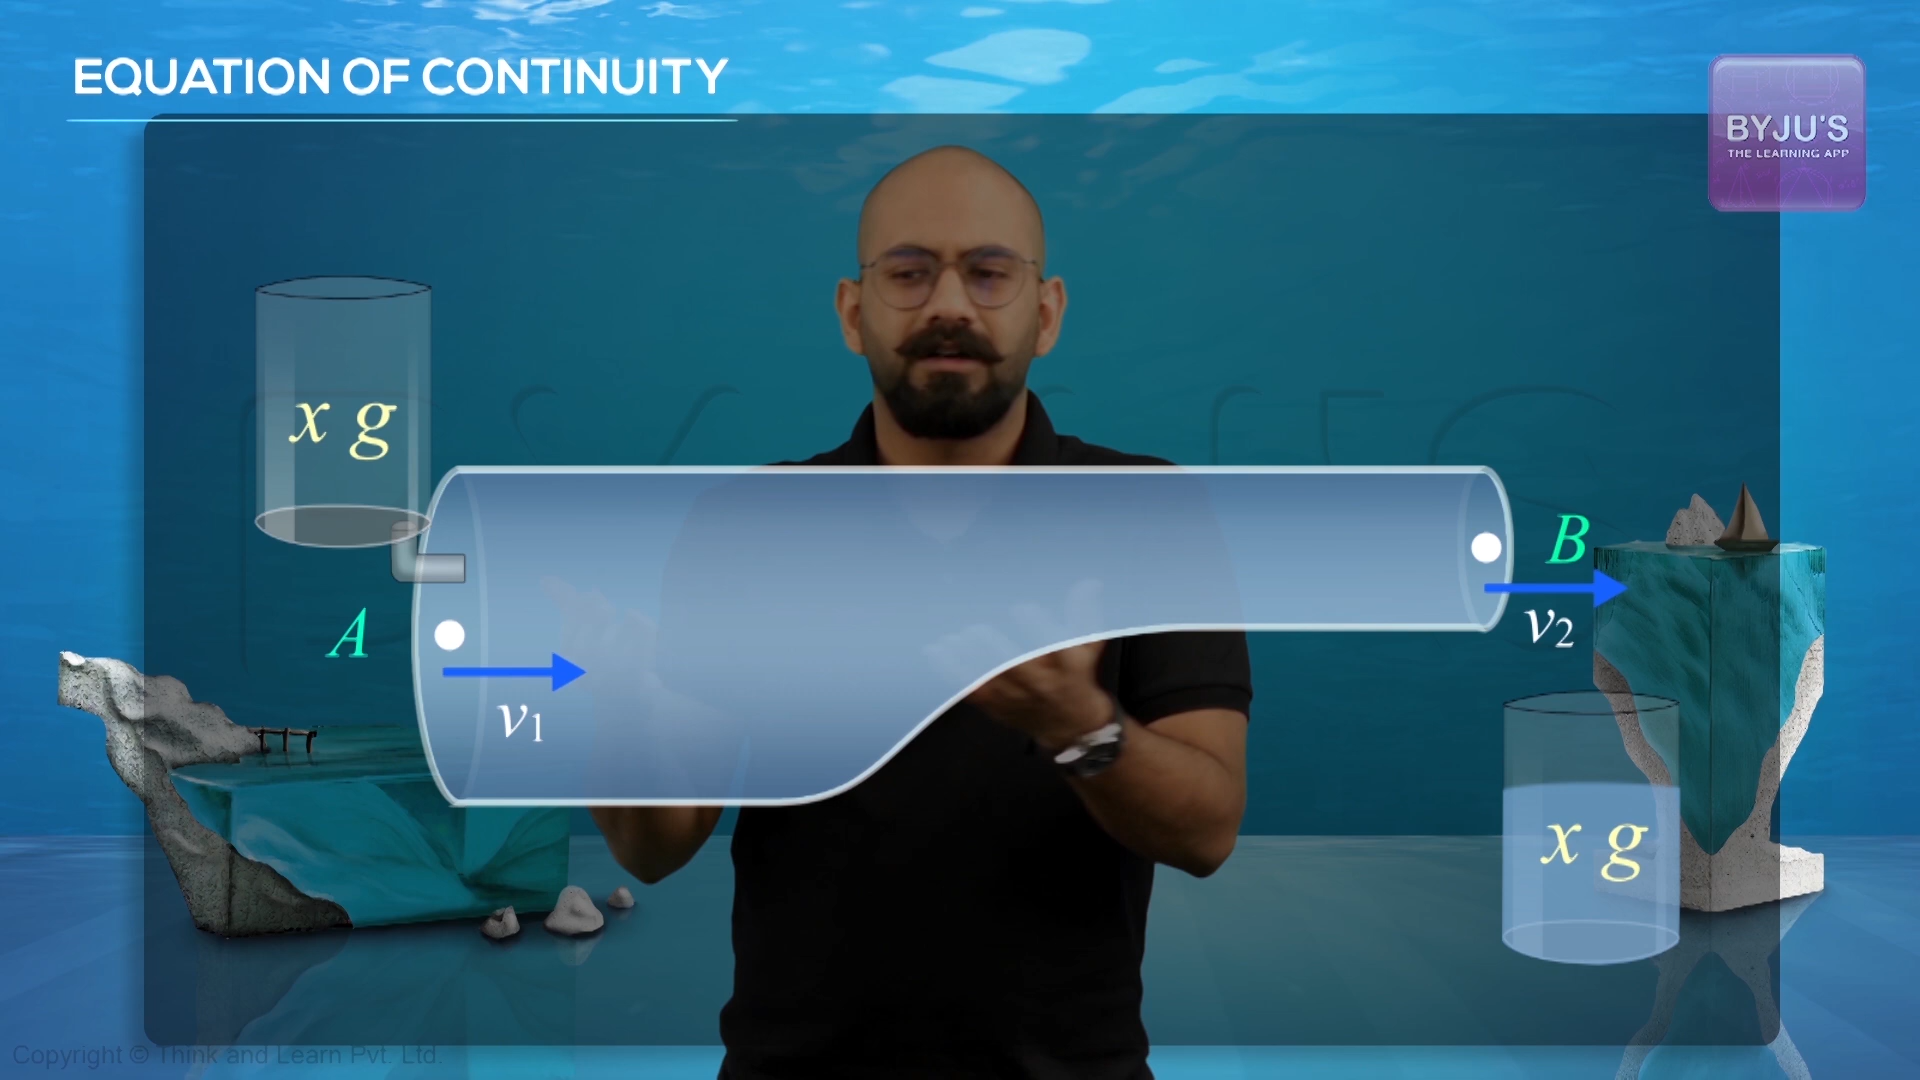 EQUATION OF CONTINUITY
BYJU'S
THE LEARNING APP
x g
A
v₁
B
v₂
x g
Copyright © Think and Learn Pvt. Ltd.